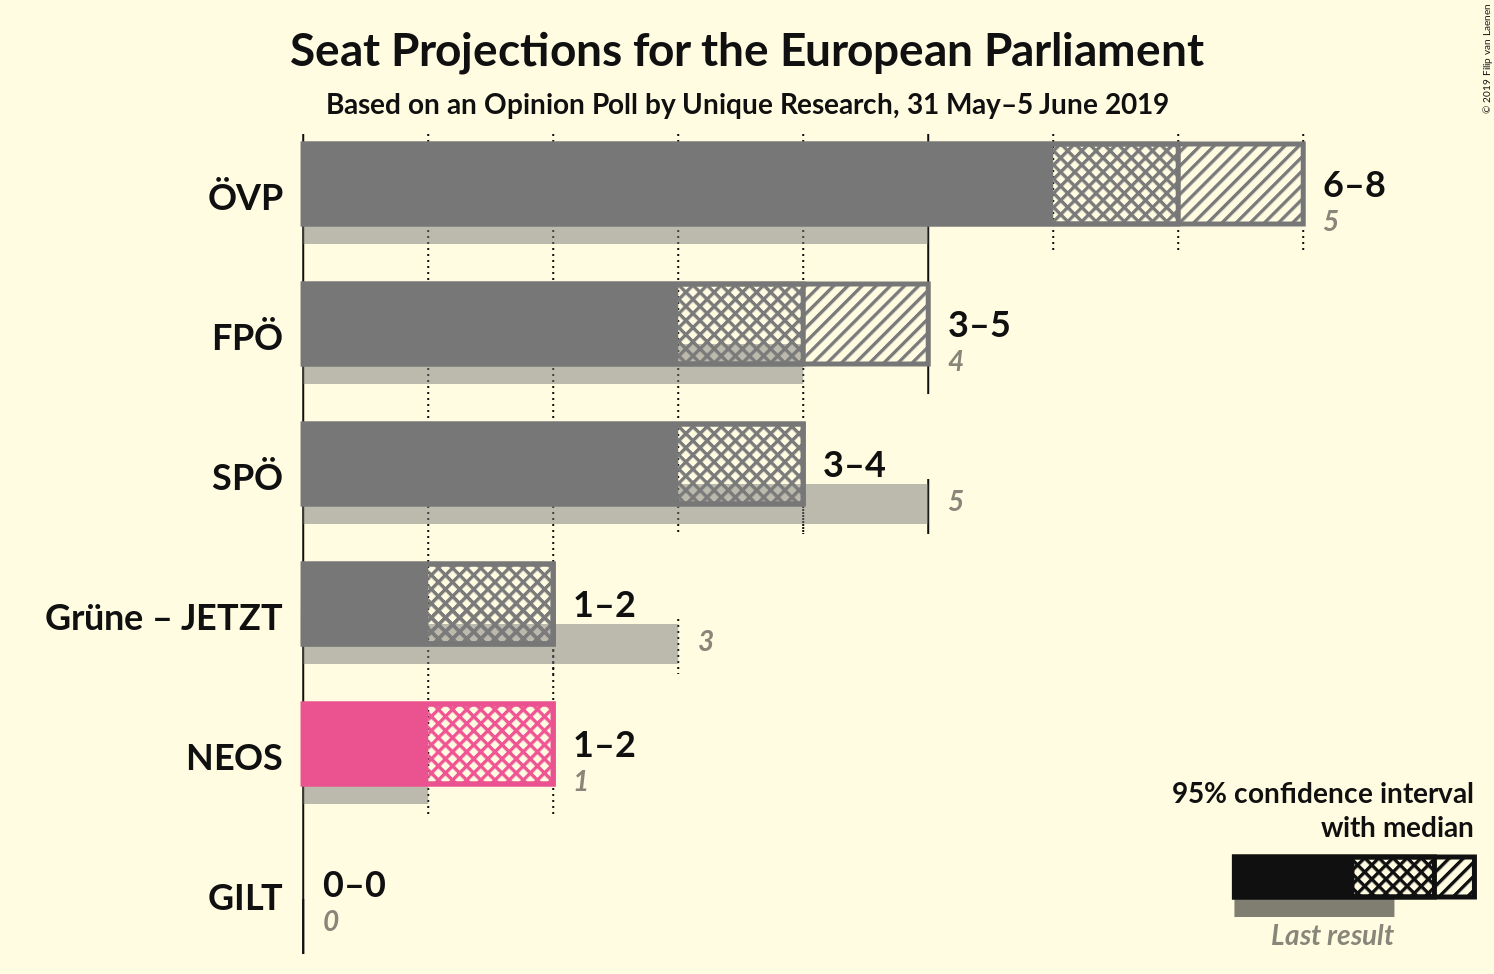 Seat Projections for the European Parliament
Based on an Opinion Poll by Unique Research, 31 May–5 June 2019
© 2019 Filip van Laenen
ÖVP
6–8
5
FPÖ
3–5
4
SPÖ
3–4
5
Grüne – JETZT
1–2
3
NEOS
1–2
1
GILT
0–0
0
95% confidence interval
with median
Last result